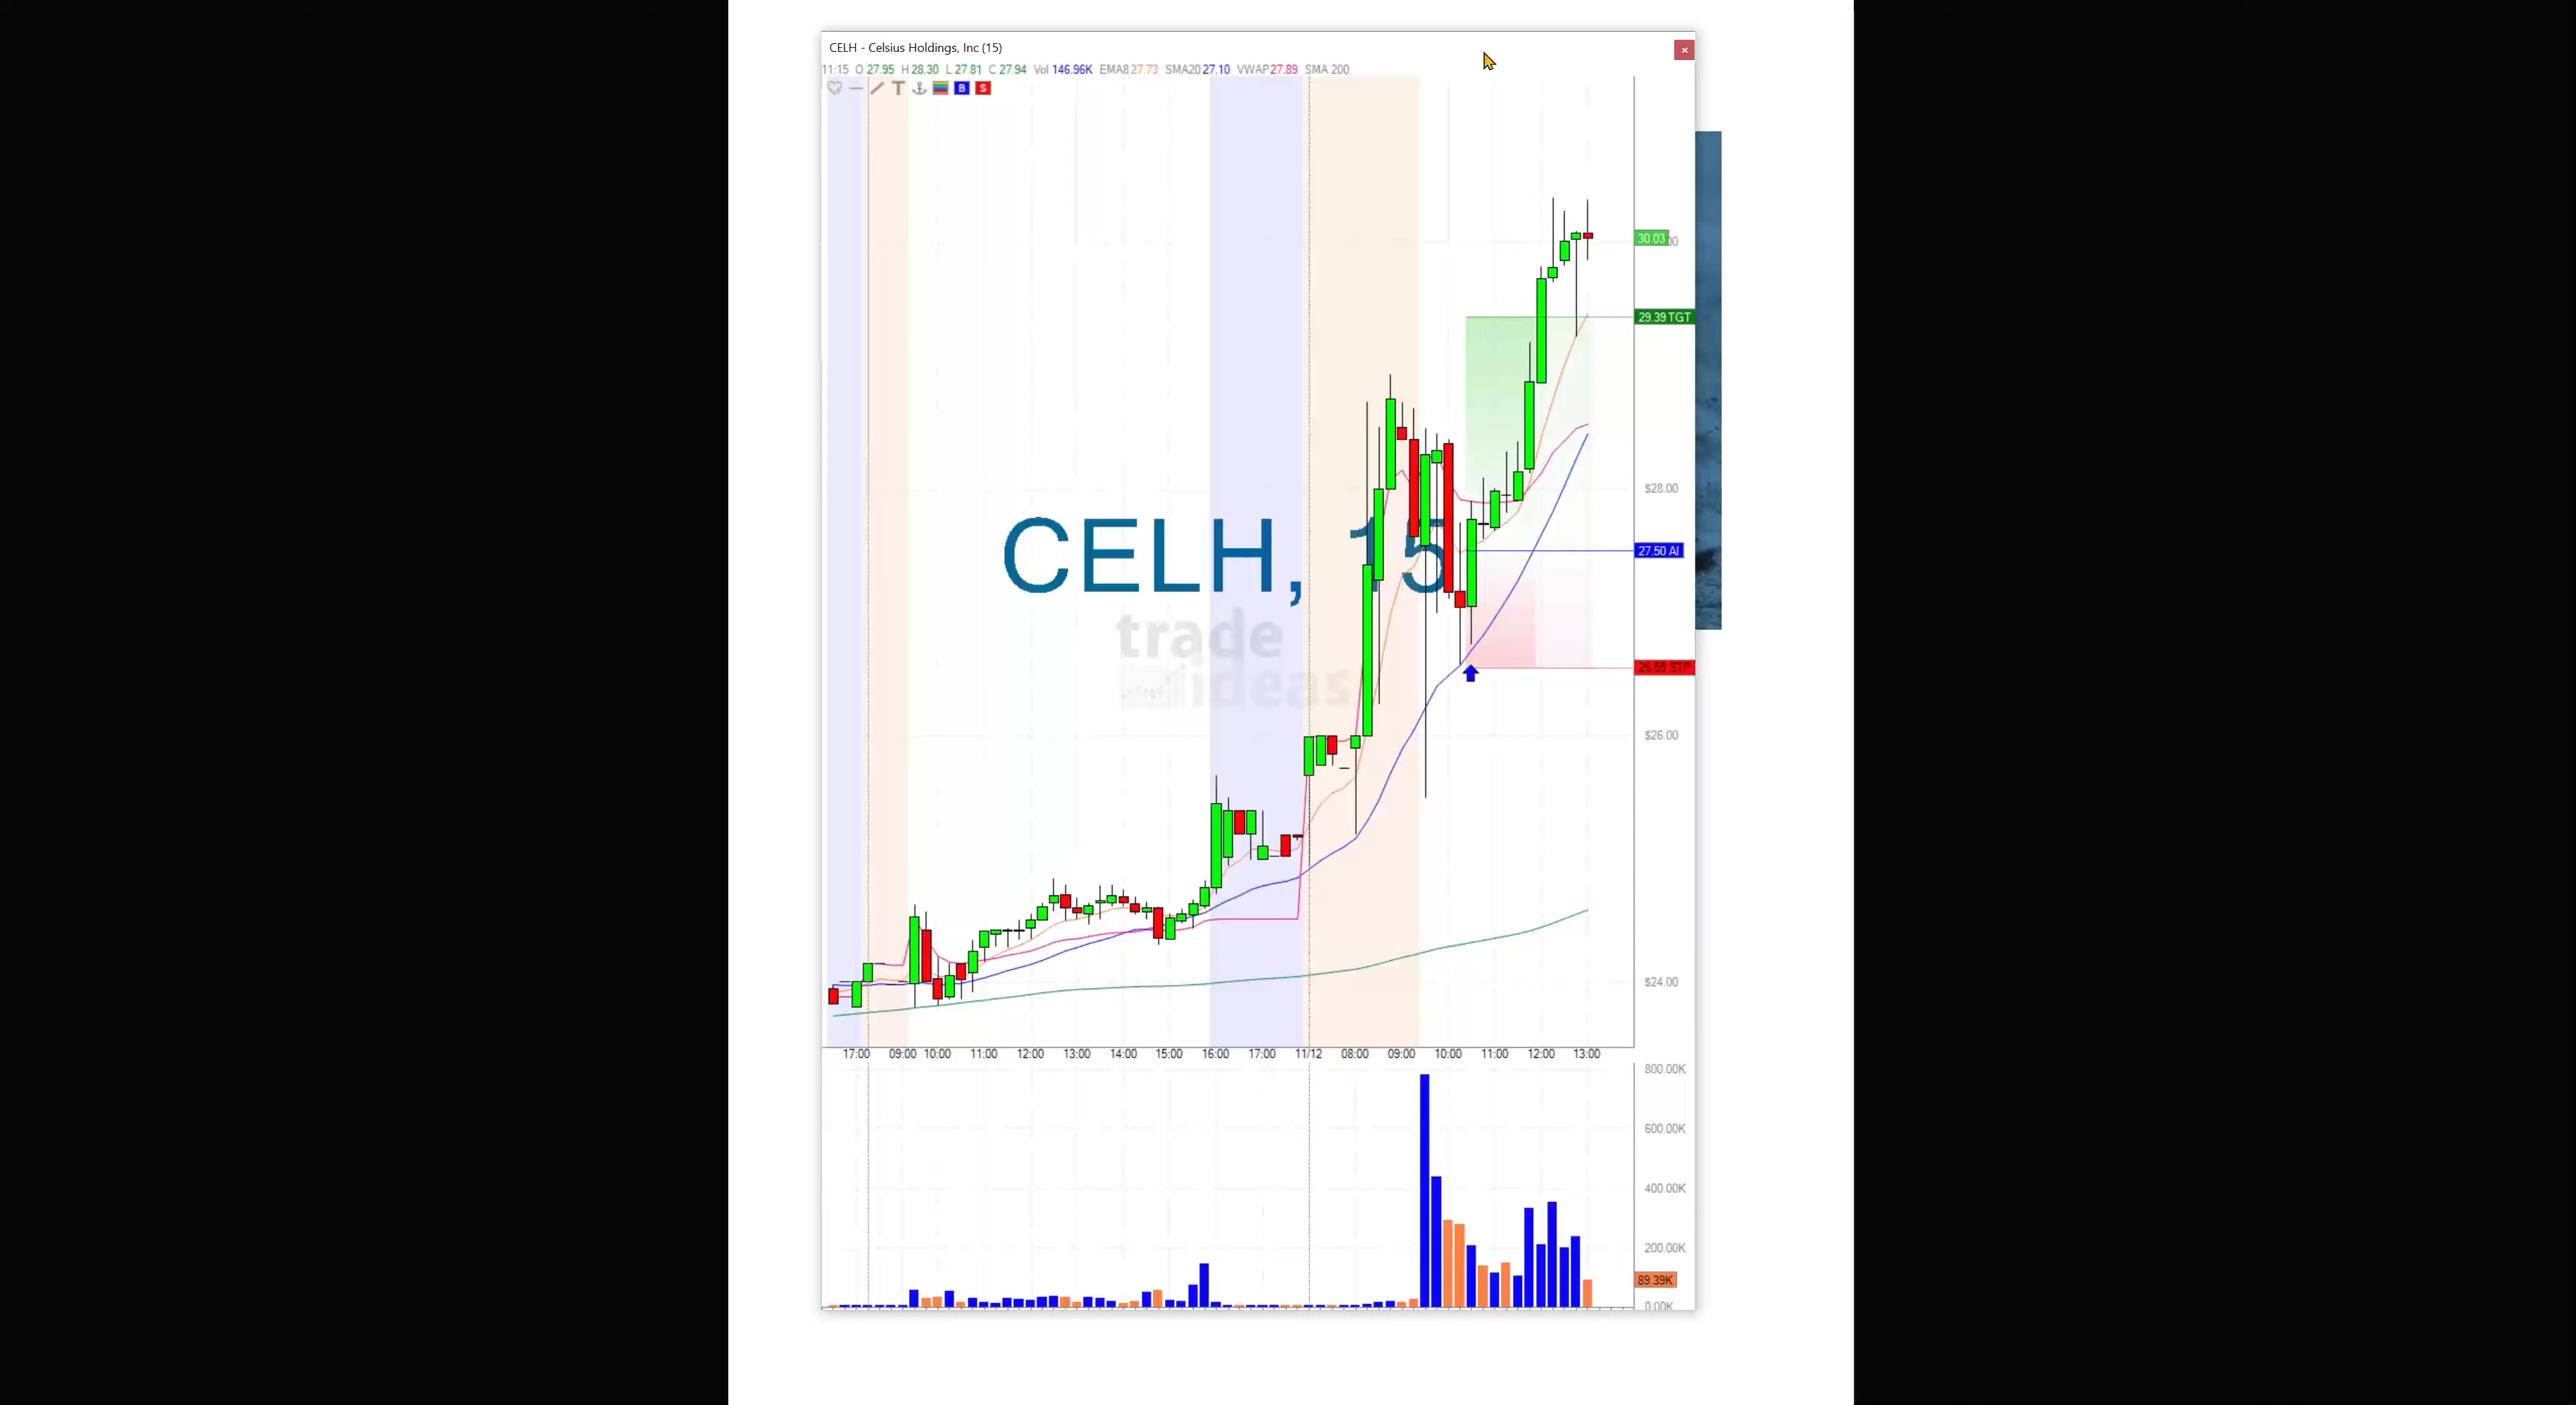 CELH - Celsius Holdings, Inc (15)
×
11:15 O 27.95 H 28.30 L 27.81 C 27.94 Vol 146.96K EMA8 27.73 SMA20 27.10 VWAP 27.89 SMA 200
T B S
30.03
29.39 TGT
$28.00
CELH, 15
27.50 AI
trade
ideas
26.55 STP
$26.00
$24.00
17:00 09:00 10:00 11:00 12:00 13:00 14:00 15:00 16:00 17:00 11/12 08:00 09:00 10:00 11:00 12:00 13:00
800.00K
600.00K
400.00K
200.00K
89.39K
0.00K